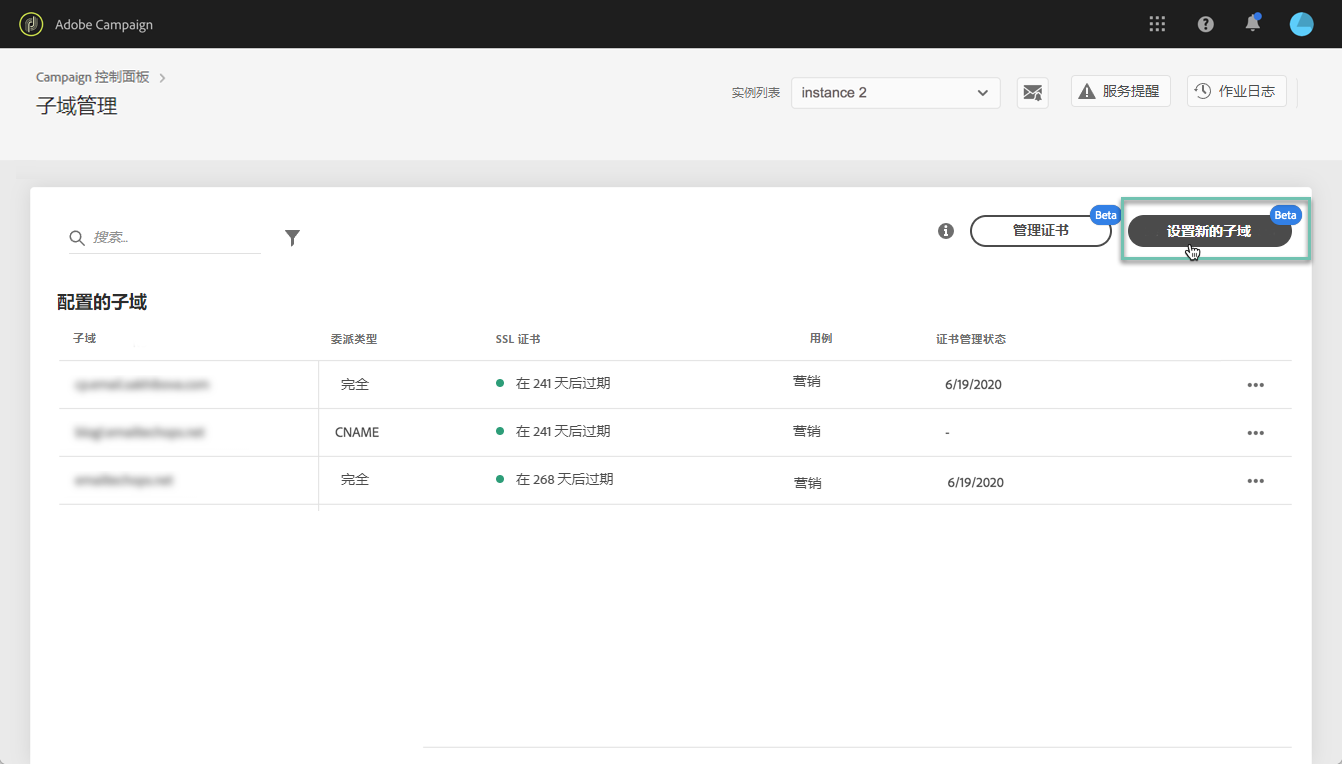 Adobe Campaign
Campaign 控制面板
子域管理
实例列表
instance 2
服务提醒
作业日志
搜索...
管理证书
Beta
设置新的子域
Beta
配置的子域
子域 委派类型 SSL 证书 用例 证书管理状态
完全 在 241 天后过期 营销 6/19/2020
CNAME 在 241 天后过期 营销 -
完全 在 268 天后过期 营销 6/19/2020